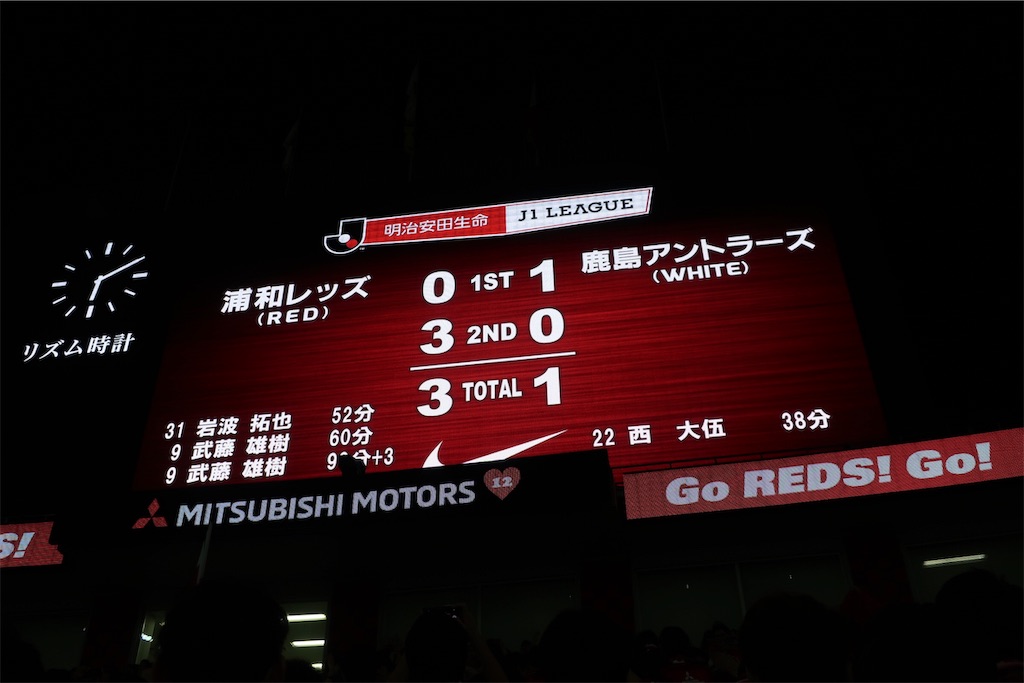 明治安田生命 J1 LEAGUE
浦和レッズ
(RED)
鹿島アントラーズ
(WHITE)
0 1ST 1
3 2ND 0
3 TOTAL 1
31 岩波 拓也 52分
9 武藤 雄樹 60分
9 武藤 雄樹 分+3
22 西 大伍 38分
リズム時計
MITSUBISHI MOTORS 12
Go REDS! Go!
S!